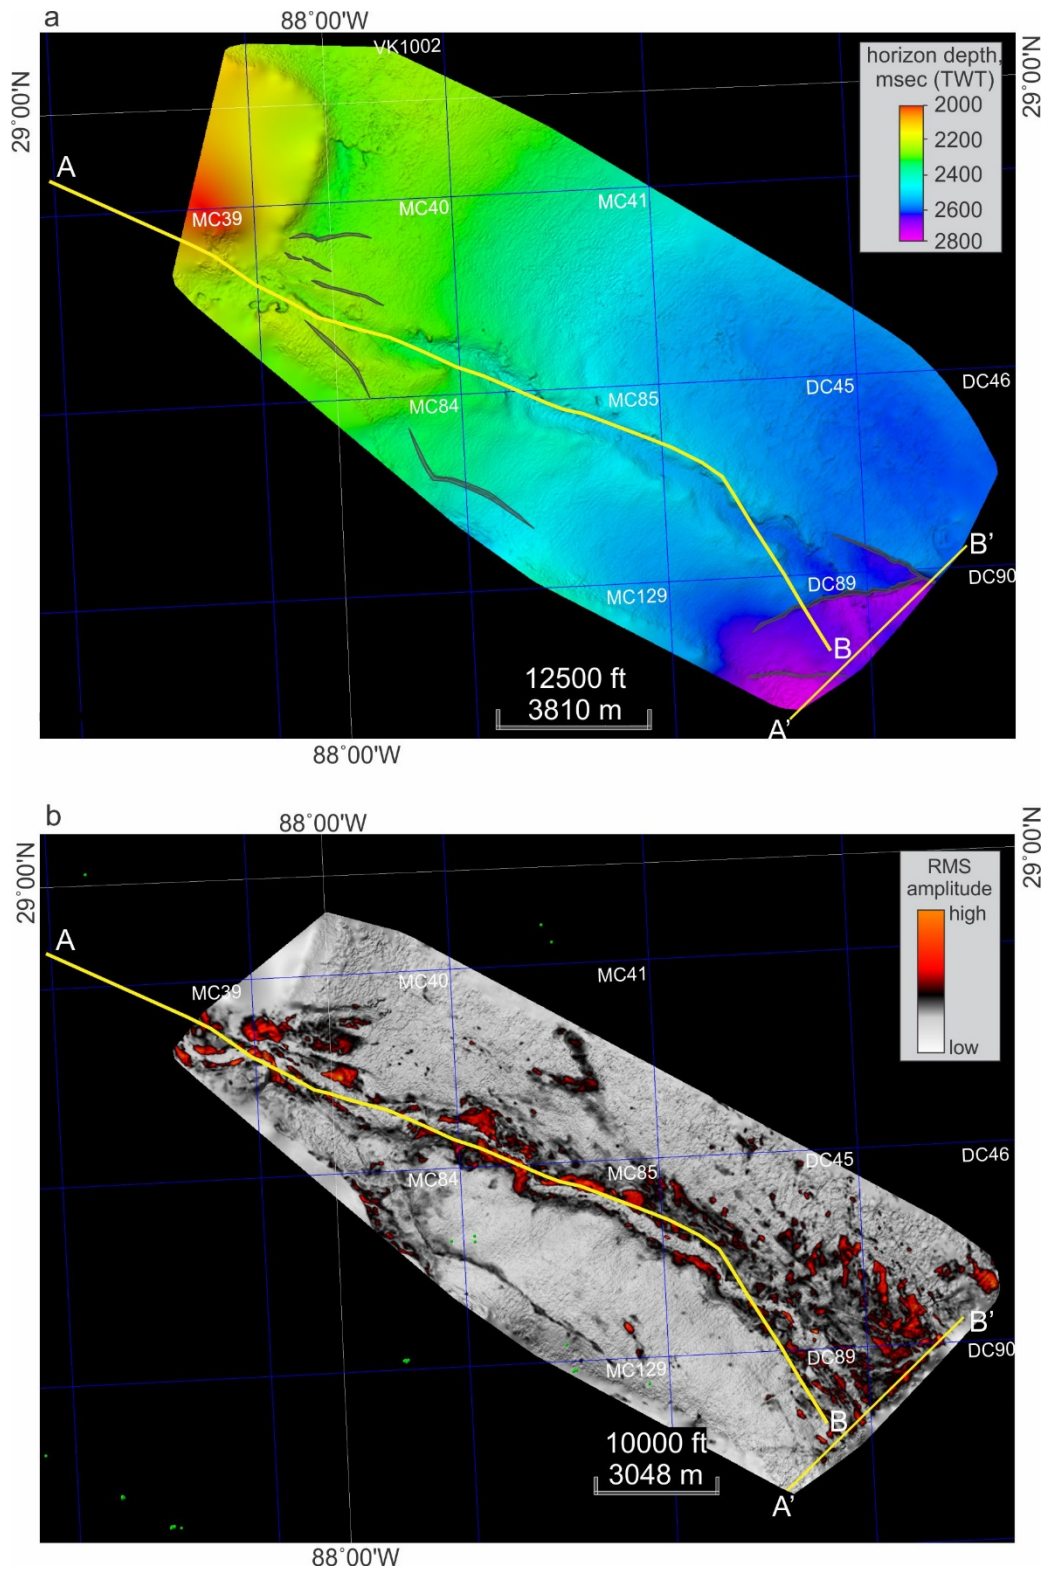 a
88°00'W
VK1002
29°00'N
29°00'N
horizon depth,
msec (TWT)
2000
2200
2400
2600
2800
A
MC39
MC40
MC41
MC84
MC85
DC45
DC46
B'
DC89
DC90
MC129
B
12500 ft
3810 m
A'
88°00'W
b
88°00'W
29°00'N
29°00'N
RMS
amplitude
high
low
A
MC39
MC40
MC41
MC84
MC85
DC45
DC46
B'
DC89
DC90
MC129
B
10000 ft
3048 m
A'
88°00'W